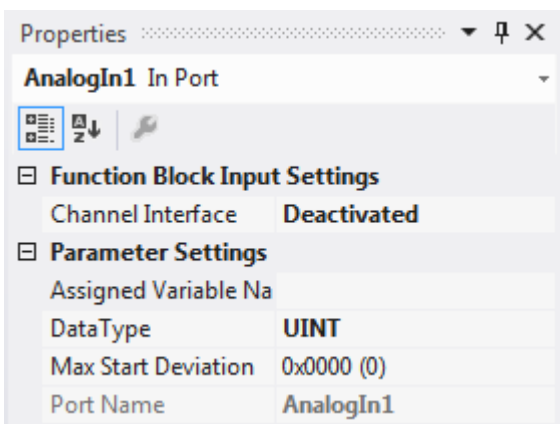 Properties
AnalogIn1 In Port
Function Block Input Settings
Channel Interface Deactivated
Parameter Settings
Assigned Variable Na
DataType UINT
Max Start Deviation 0x0000 (0)
Port Name AnalogIn1